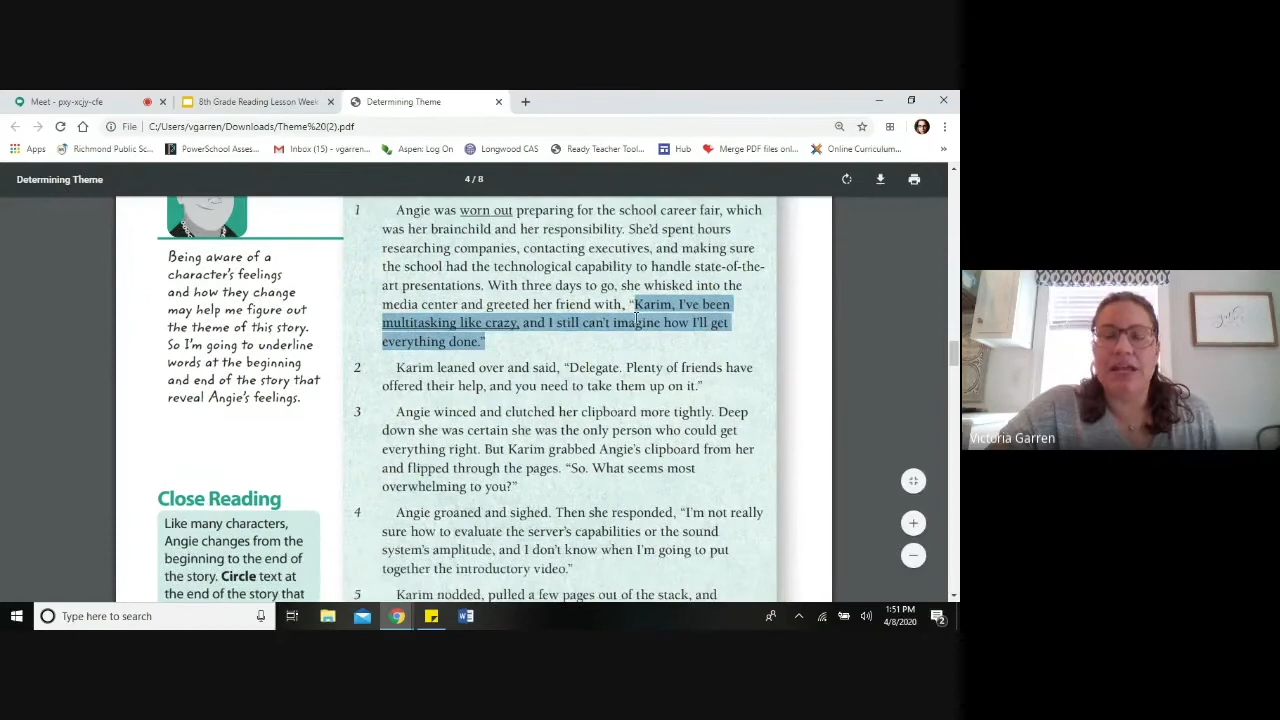 Meet - pxy-xcjy-cfe
8th Grade Reading Lesson Week
Determining Theme
File
C:/Users/vgarren/Downloads/Theme%20(2).pdf
Apps
Richmond Public Sc...
PowerSchool Asses...
Inbox (15) - vgarren...
Aspen: Log On
Longwood CAS
Ready Teacher Tool...
Hub
Merge PDF files onl...
Online Curriculum...
»
Determining Theme
4 / 8
Being aware of a
character's feelings
and how they change
may help me figure out
the theme of this story.
So I'm going to underline
words at the beginning
and end of the story that
reveal Angie's feelings.
Close Reading
Like many characters,
Angie changes from the
beginning to the end of
the story. Circle text at
the end of the story that
1 Angie was worn out preparing for the school career fair, which
was her brainchild and her responsibility. She'd spent hours
researching companies, contacting executives, and making sure
the school had the technological capability to handle state-of-the-
art presentations. With three days to go, she whisked into the
media center and greeted her friend with, “Karim, I've been
multitasking like crazy, and I still can't imagine how I'll get
everything done.”
2 Karim leaned over and said, “Delegate. Plenty of friends have
offered their help, and you need to take them up on it.”
3 Angie winced and clutched her clipboard more tightly. Deep
down she was certain she was the only person who could get
everything right. But Karim grabbed Angie's clipboard from her
and flipped through the pages. “So. What seems most
overwhelming to you?”
4 Angie groaned and sighed. Then she responded, “I'm not really
sure how to evaluate the server's capabilities or the sound
system's amplitude, and I don't know when I'm going to put
together the introductory video.”
5 Karim nodded, pulled a few pages out of the stack, and
Victoria Garren
Type here to search
1:51 PM
4/8/2020
2